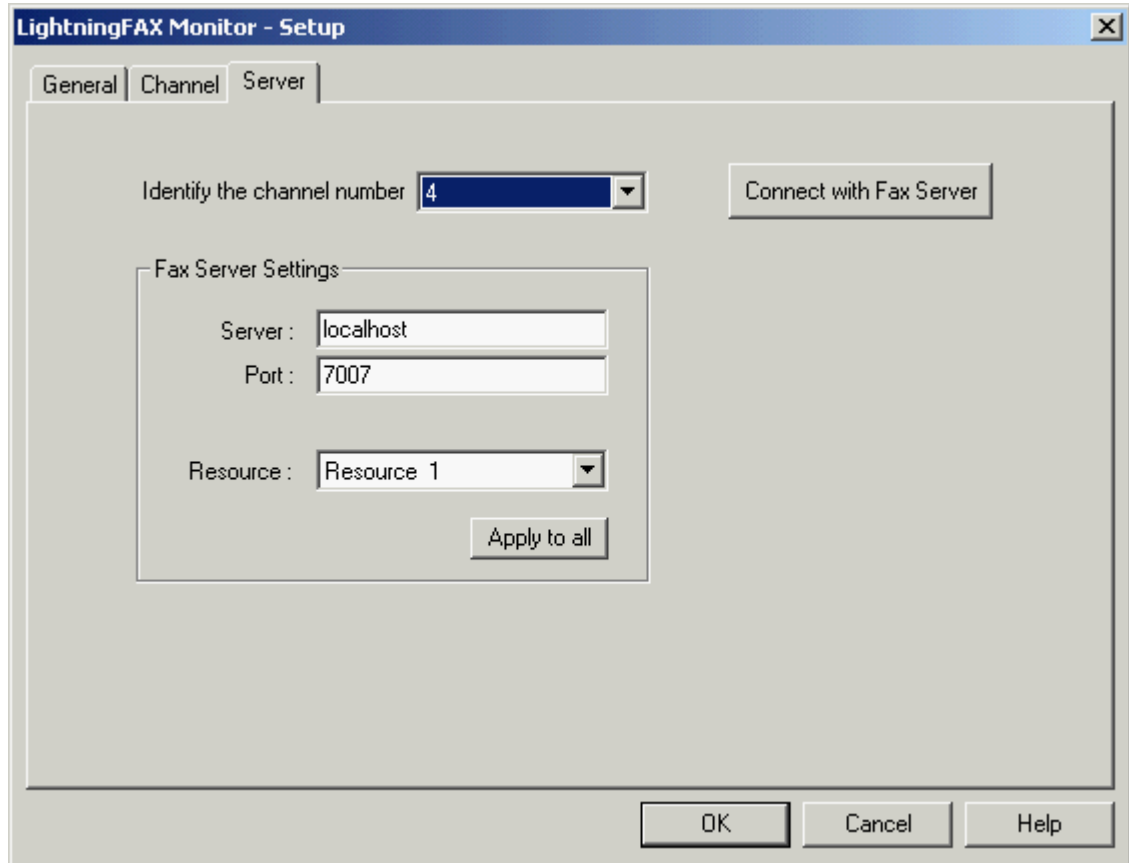 LightningFAX Monitor - Setup
General Channel Server
Identify the channel number 4 Connect with Fax Server
Fax Server Settings
Server : localhost
Port : 7007
Resource : Resource 1
Apply to all
OK Cancel Help